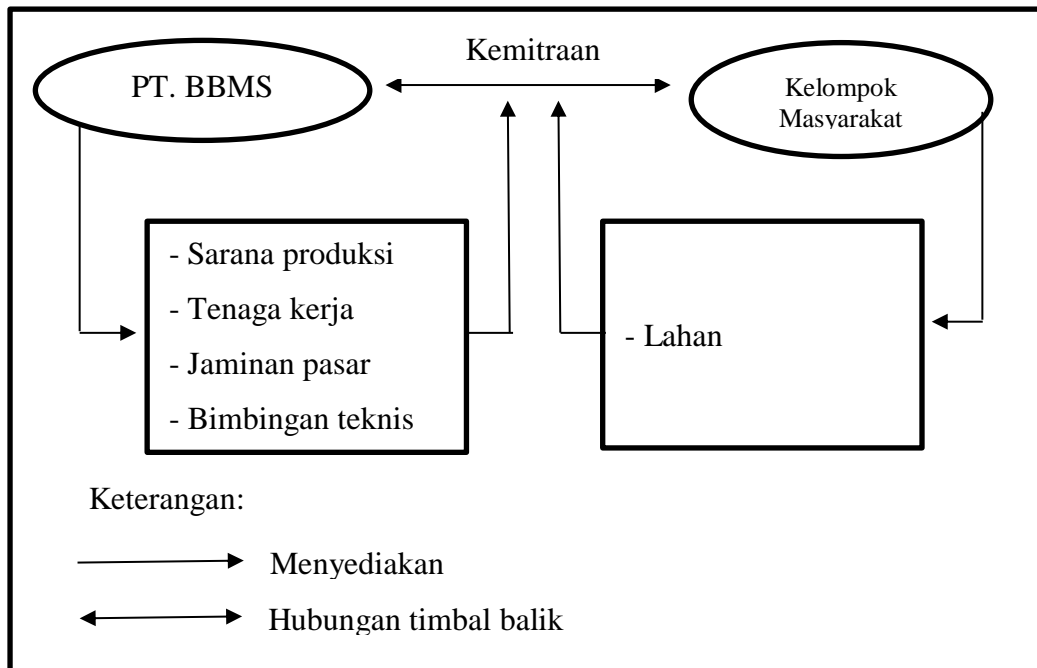 Kemitraan
PT. BBMS
Kelompok
Masyarakat
- Sarana produksi
- Tenaga kerja
- Jaminan pasar
- Bimbingan teknis
- Lahan
Keterangan:
Menyediakan
Hubungan timbal balik